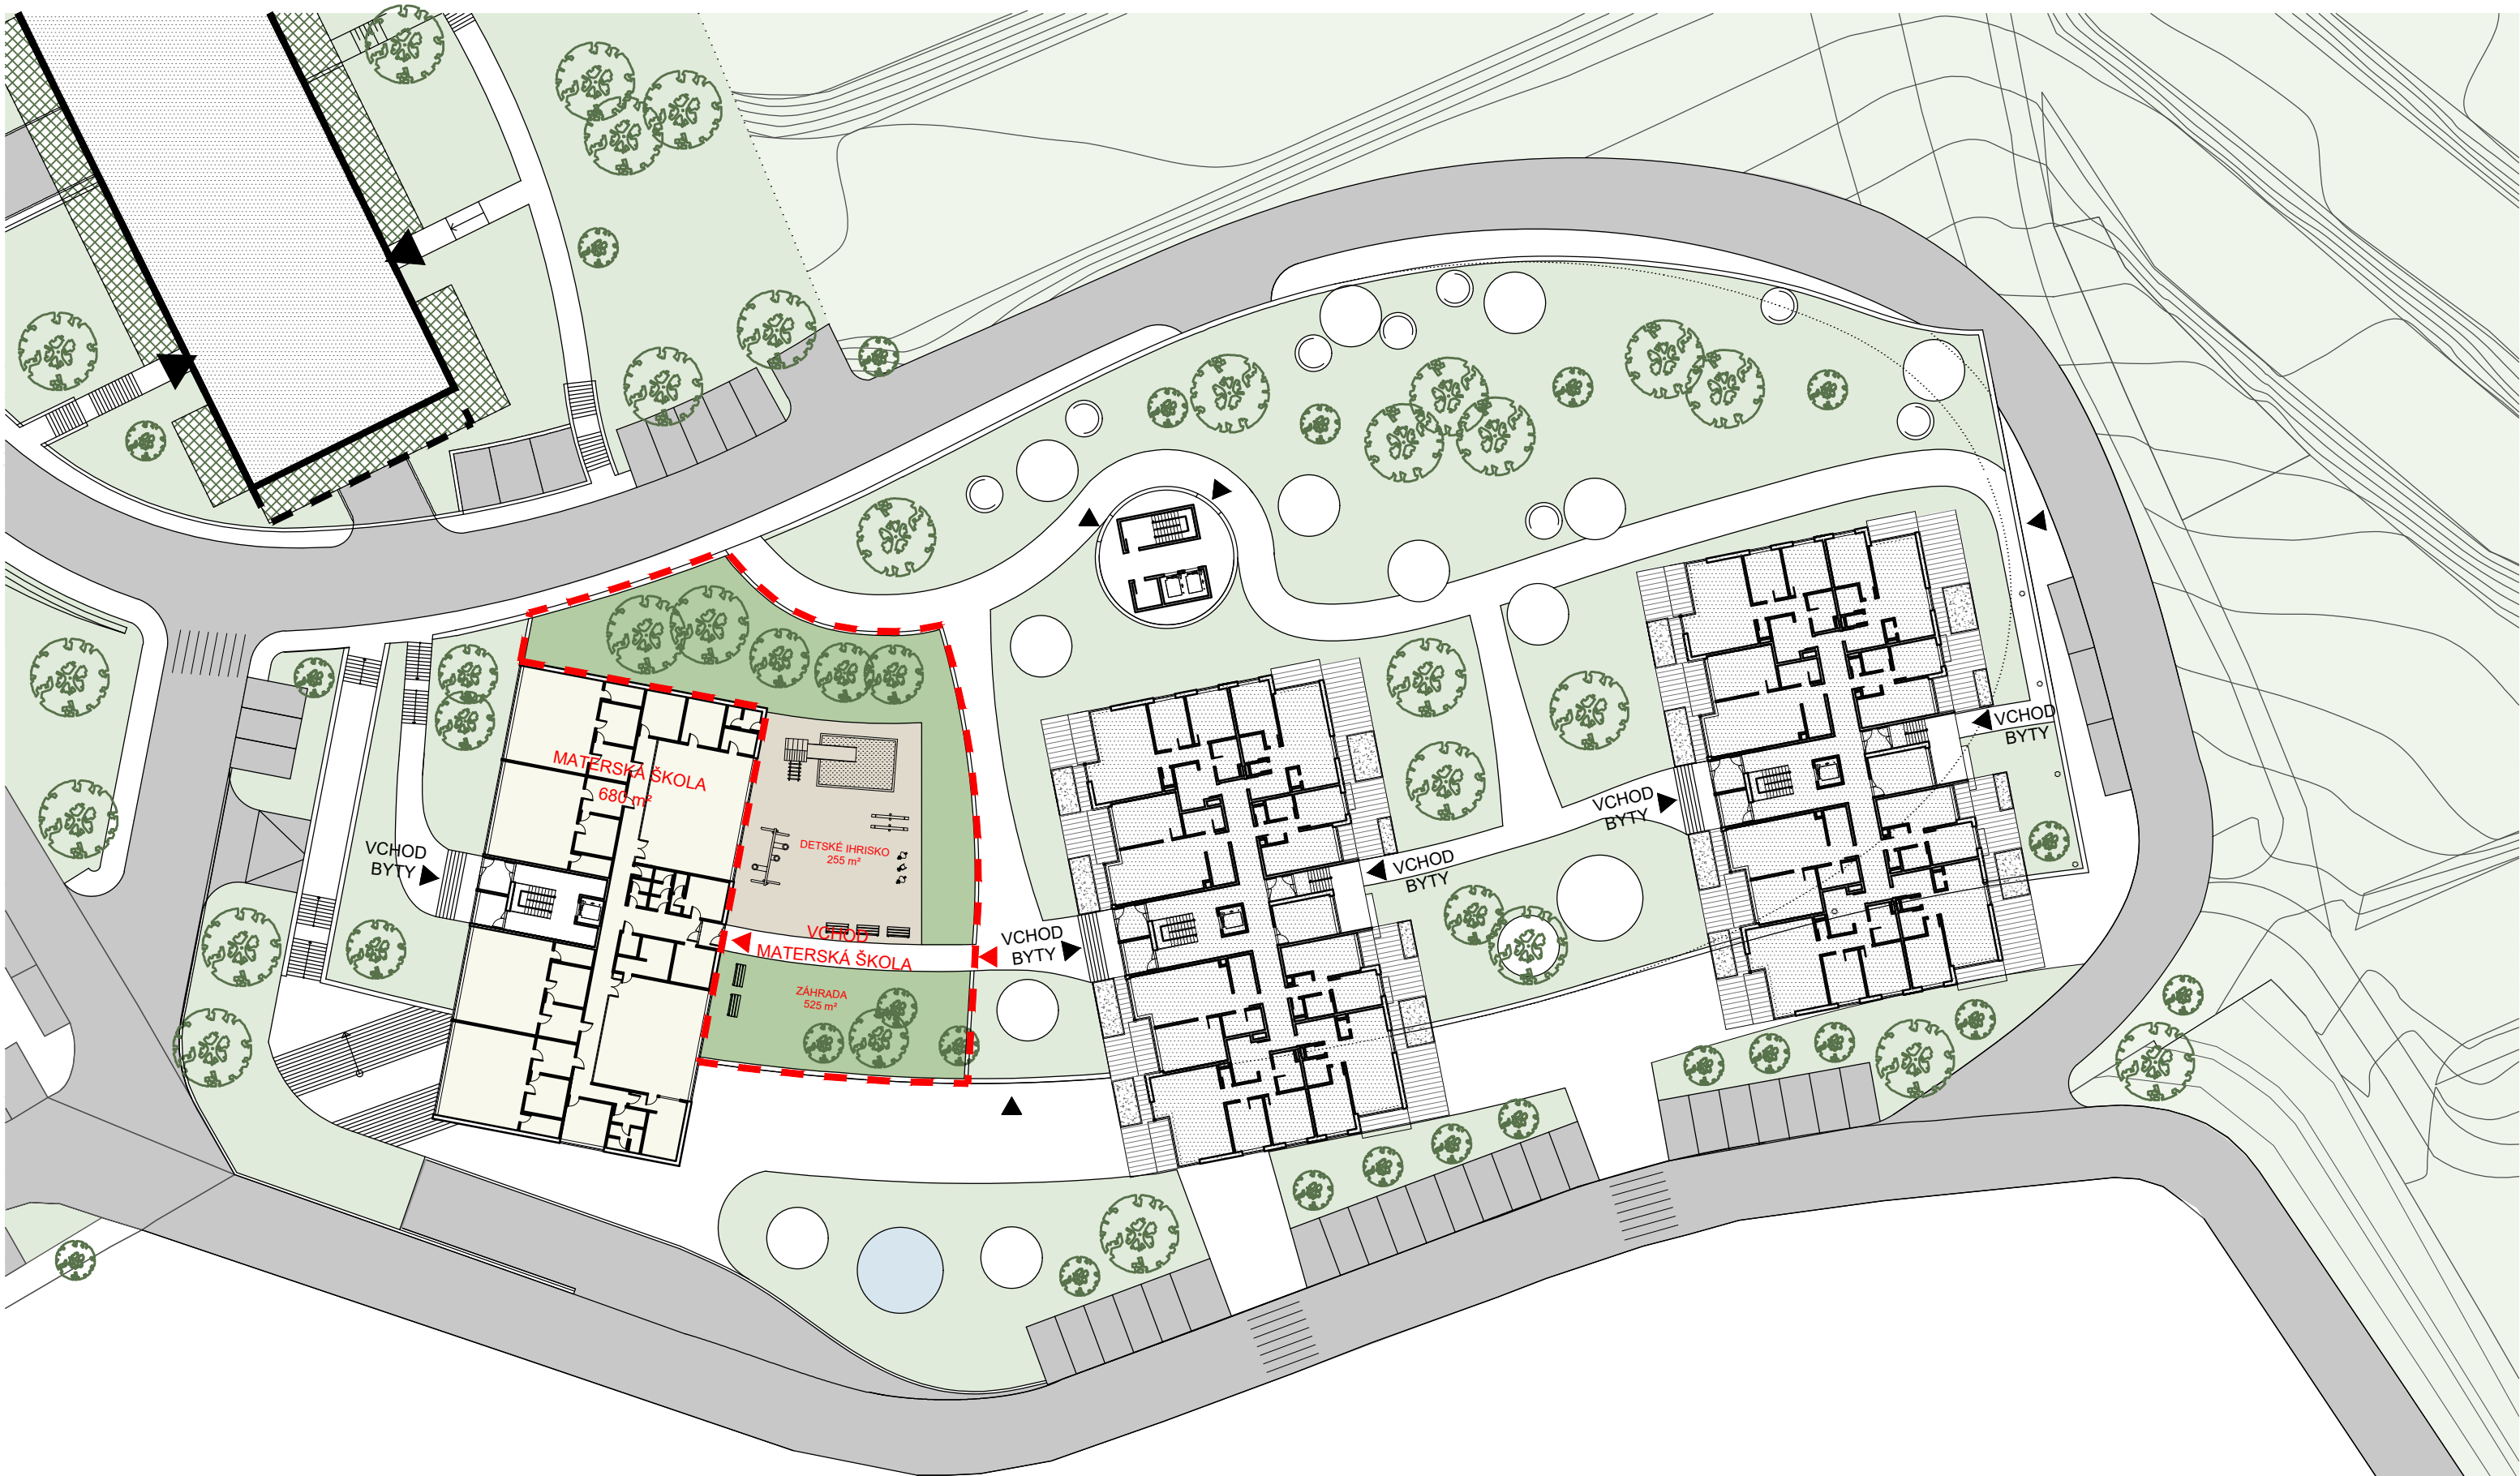 MATERSKÁ ŠKOLA
680 m²
DETSKÉ IHRISKO
255 m²
VCHOD
MATERSKÁ ŠKOLA
ZÁHRADA
525 m²
VCHOD
BYTY
VCHOD
BYTY
VCHOD
BYTY
VCHOD
BYTY
VCHOD
BYTY